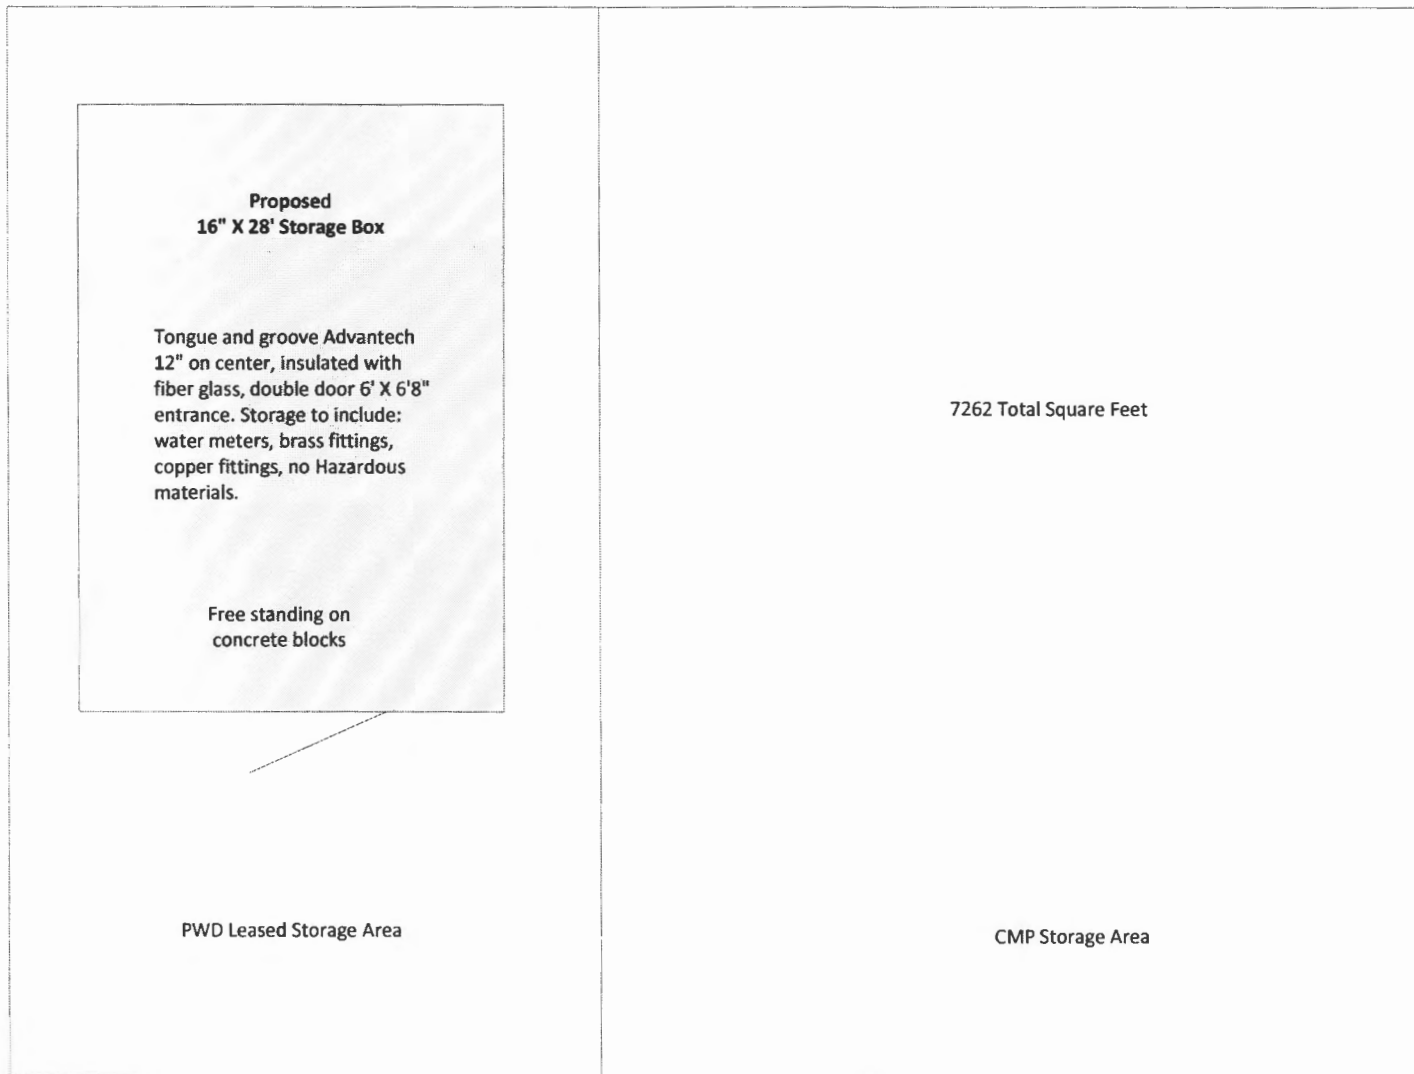 Proposed
16" X 28' Storage Box
Tongue and groove Advantech
12" on center, insulated with
fiber glass, double door 6' X 6'8"
entrance. Storage to include:
water meters, brass fittings,
copper fittings, no Hazardous
materials.
Free standing on
concrete blocks
PWD Leased Storage Area
7262 Total Square Feet
CMP Storage Area